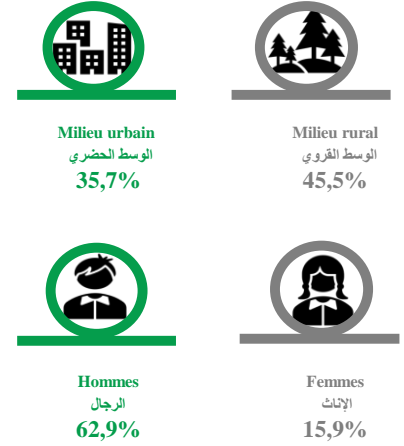 Milieu urbain
الوسط الحضري
35,7%
Milieu rural
الوسط القروي
45,5%
Hommes
الرجال
62,9%
Femmes
الإناث
15,9%